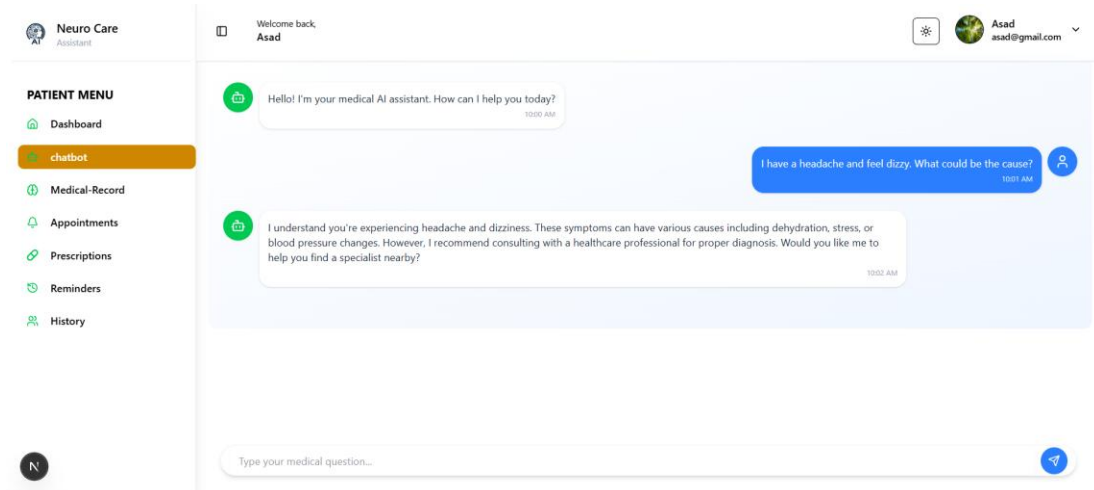 Neuro Care
Assistant
Welcome back,
Asad
Asad
asad@gmail.com
PATIENT MENU
Dashboard
chatbot
Medical-Record
Appointments
Prescriptions
Reminders
History
Hello! I'm your medical AI assistant. How can I help you today?
10:00 AM
I have a headache and feel dizzy. What could be the cause?
10:01 AM
I understand you're experiencing headache and dizziness. These symptoms can have various causes including dehydration, stress, or
blood pressure changes. However, I recommend consulting with a healthcare professional for proper diagnosis. Would you like me to
help you find a specialist nearby?
10:02 AM
Type your medical question...
N
AI